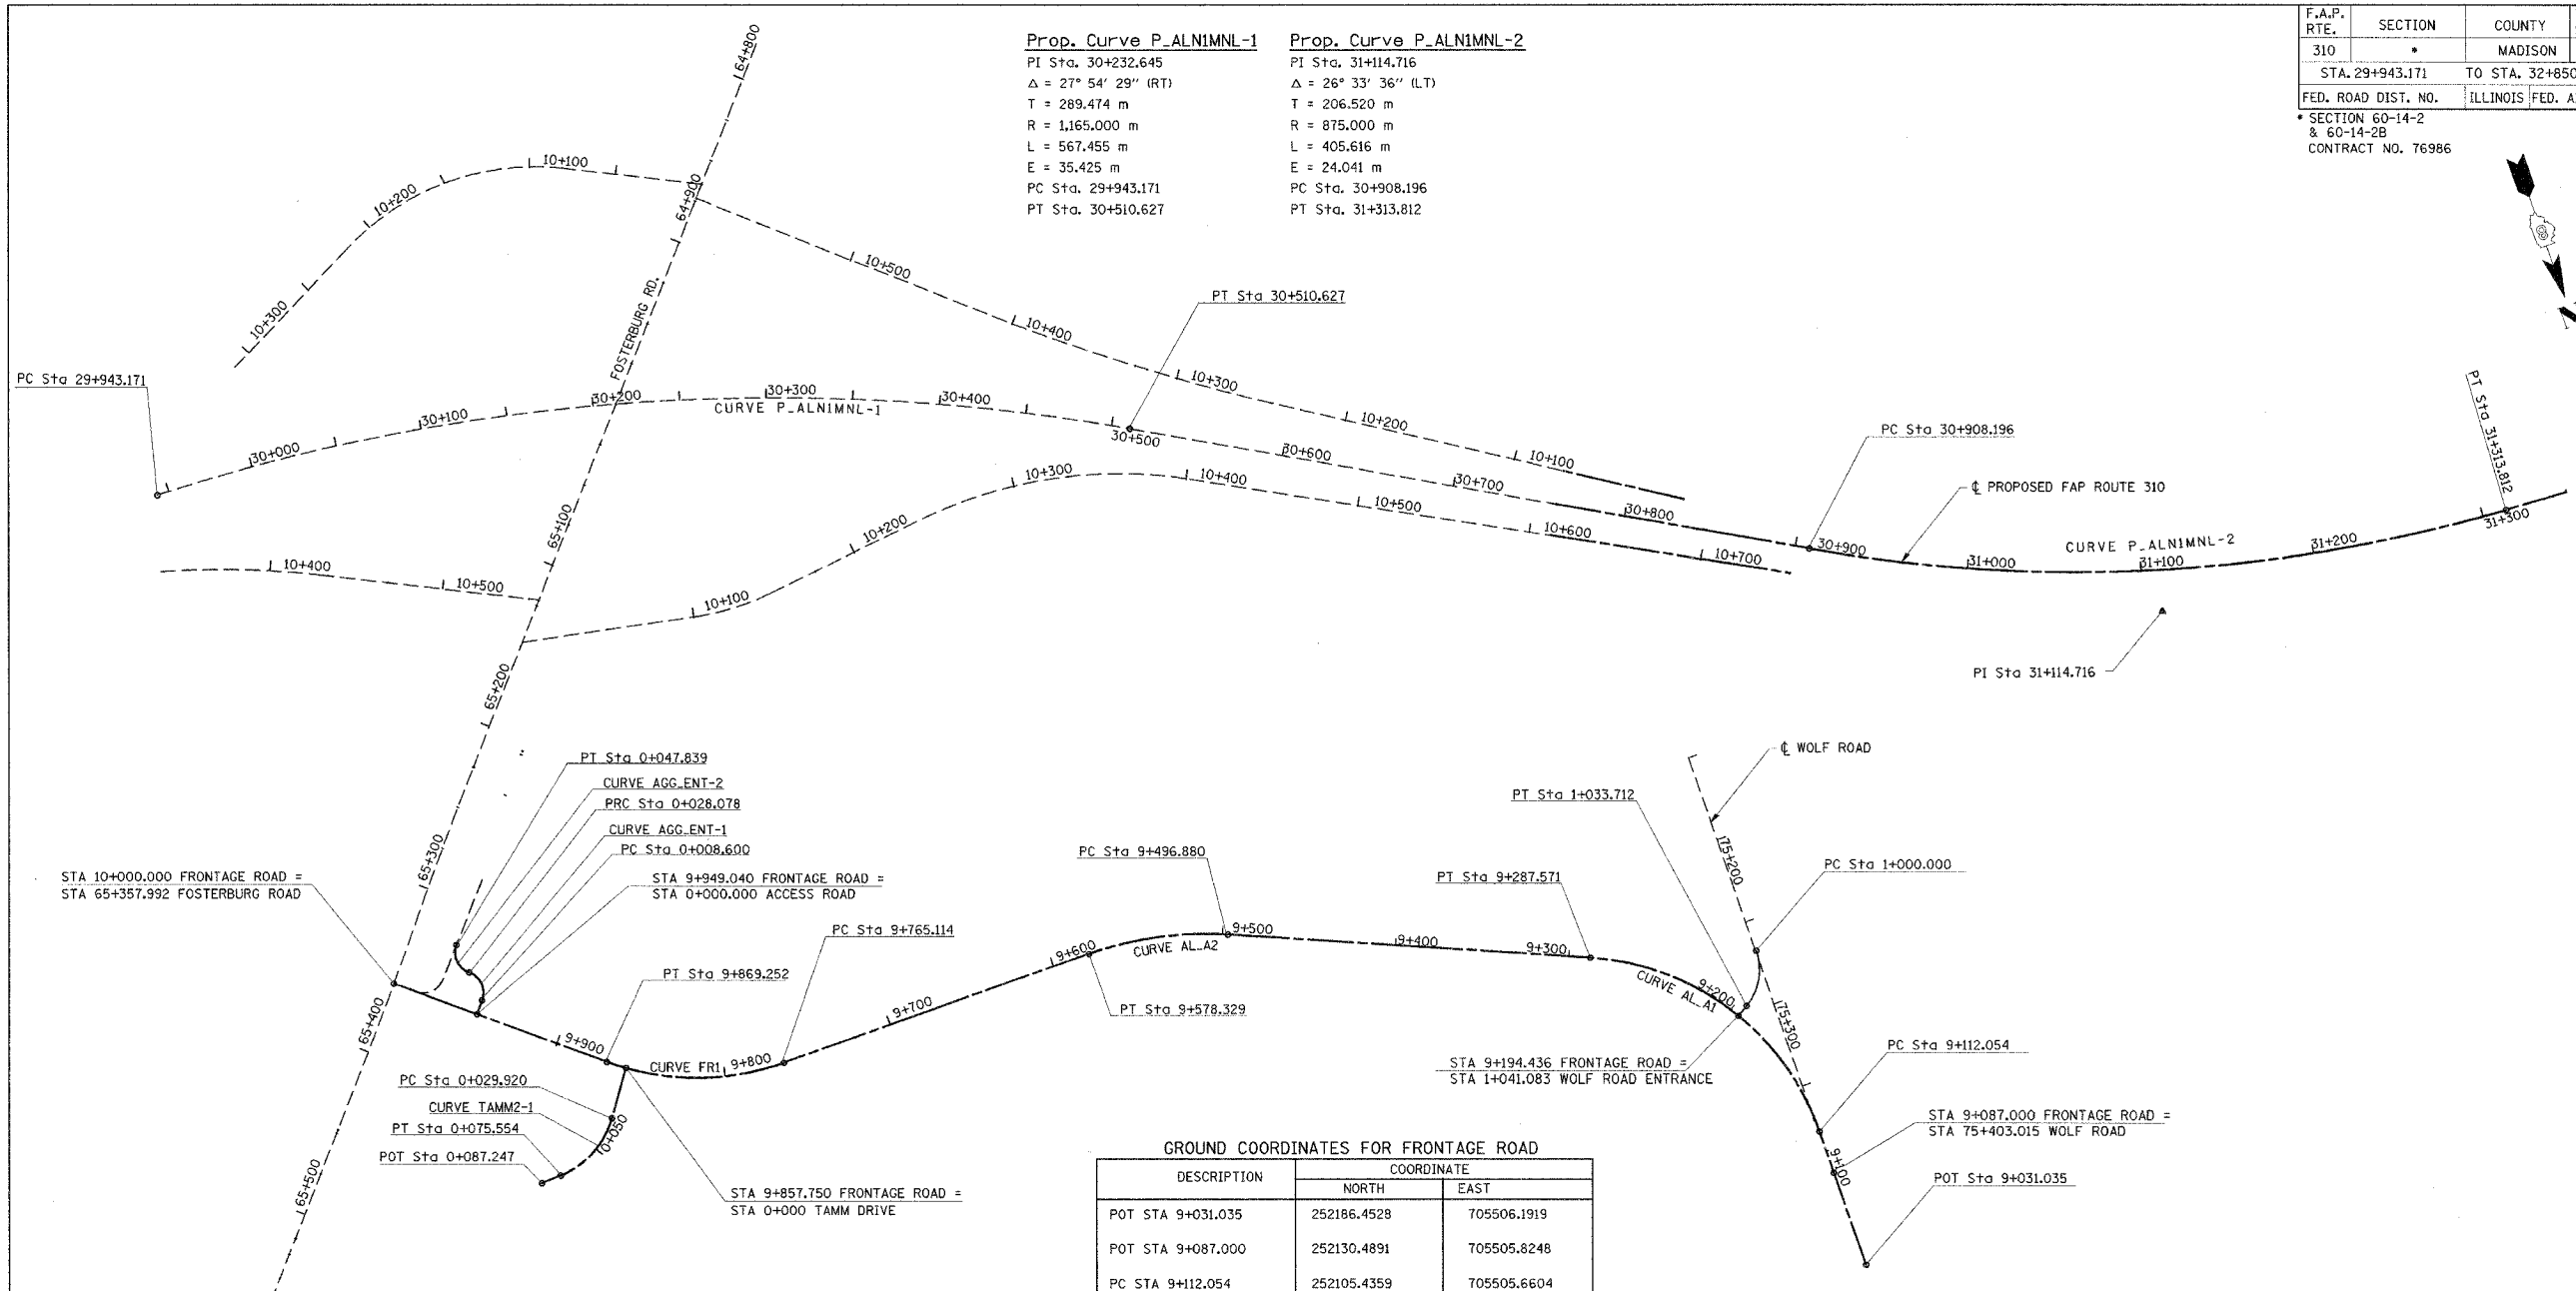 Prop. Curve P_ALN1MNL-1
PI Sta. 30+232.645
Δ = 27° 54' 29" (RT)
T = 289.474 m
R = 1,165.000 m
L = 567.455 m
E = 35.425 m
PC Sta. 29+943.171
PT Sta. 30+510.627
Prop. Curve P_ALN1MNL-2
PI Sta. 31+114.716
Δ = 26° 33' 36" (LT)
T = 206.520 m
R = 875.000 m
L = 405.616 m
E = 24.041 m
PC Sta. 30+908.196
PT Sta. 31+313.812
F.A.P. RTE. SECTION COUNTY
310 * MADISON
STA. 29+943.171 TO STA. 32+850
FED. ROAD DIST. NO. ILLINOIS FED. A
* SECTION 60-14-2
& 60-14-2B
CONTRACT NO. 76986
64+800
64+900
FOSTERBURG RD.
65+100
65+200
65+300
65+400
65+500
10+100
10+200
10+300
10+500
10+400
10+300
10+200
10+100
PT Sta 30+510.627
PC Sta 29+943.171
30+000
30+100
30+200
30+300
30+400
CURVE P_ALN1MNL-1
30+500
30+600
30+700
30+800
30+900
PC Sta 30+908.196
℄ PROPOSED FAP ROUTE 310
31+000
31+100
CURVE P_ALN1MNL-2
31+200
31+300
PT Sta 31+313.812
PI Sta 31+114.716
10+400
10+500
10+100
10+200
10+300
10+400
10+500
10+600
10+700
PT Sta 0+047.839
CURVE AGG_ENT-2
PRC Sta 0+028.078
CURVE AGG_ENT-1
PC Sta 0+008.600
STA 10+000.000 FRONTAGE ROAD =
STA 65+357.992 FOSTERBURG ROAD
STA 9+949.040 FRONTAGE ROAD =
STA 0+000.000 ACCESS ROAD
PC Sta 9+765.114
PT Sta 9+869.252
9+900
CURVE FR1
9+800
9+700
9+600
CURVE AL_A2
9+500
9+400
9+300
CURVE AL_A1
9+200
9+100
PC Sta 9+496.880
PT Sta 9+578.329
PT Sta 9+287.571
PT Sta 1+033.712
℄ WOLF ROAD
75+200
75+300
PC Sta 1+000.000
PC Sta 9+112.054
STA 9+194.436 FRONTAGE ROAD =
STA 1+041.083 WOLF ROAD ENTRANCE
STA 9+087.000 FRONTAGE ROAD =
STA 75+403.015 WOLF ROAD
POT Sta 9+031.035
PC Sta 0+029.920
CURVE TAMM2-1
PT Sta 0+075.554
POT Sta 0+087.247
0+050
STA 9+857.750 FRONTAGE ROAD =
STA 0+000 TAMM DRIVE
GROUND COORDINATES FOR FRONTAGE ROAD
DESCRIPTION COORDINATE
NORTH EAST
POT STA 9+031.035 252186.4528 705506.1919
POT STA 9+087.000 252130.4891 705505.8248
PC STA 9+112.054 252105.4359 705505.6604